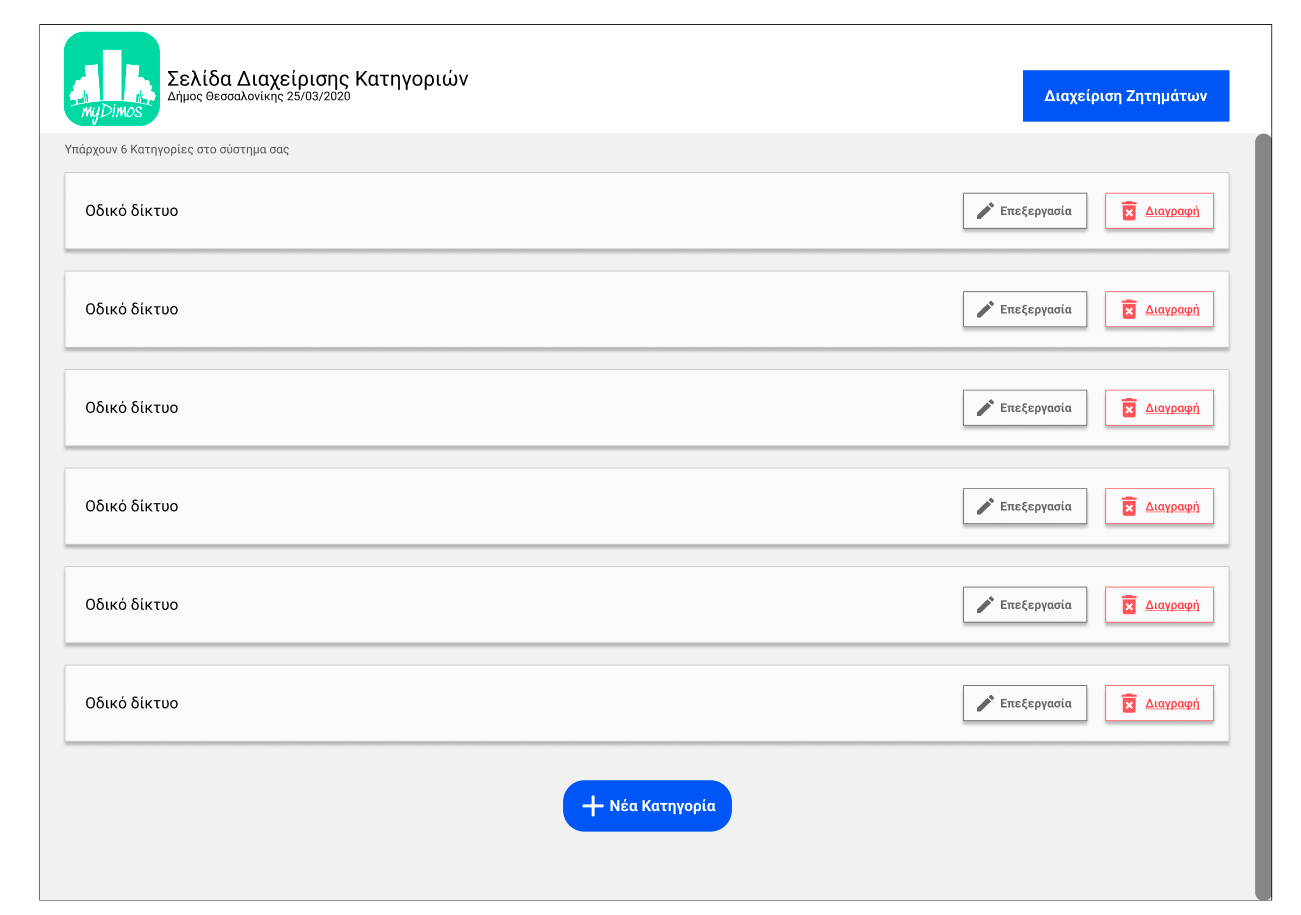 myDimos
Σελίδα Διαχείρισης Κατηγοριών
Δήμος Θεσσαλονίκης 25/03/2020
Διαχείριση Ζητημάτων
Υπάρχουν 6 Κατηγορίες στο σύστημα σας
Οδικό δίκτυο Επεξεργασία Διαγραφή
Οδικό δίκτυο Επεξεργασία Διαγραφή
Οδικό δίκτυο Επεξεργασία Διαγραφή
Οδικό δίκτυο Επεξεργασία Διαγραφή
Οδικό δίκτυο Επεξεργασία Διαγραφή
Οδικό δίκτυο Επεξεργασία Διαγραφή
Νέα Κατηγορία